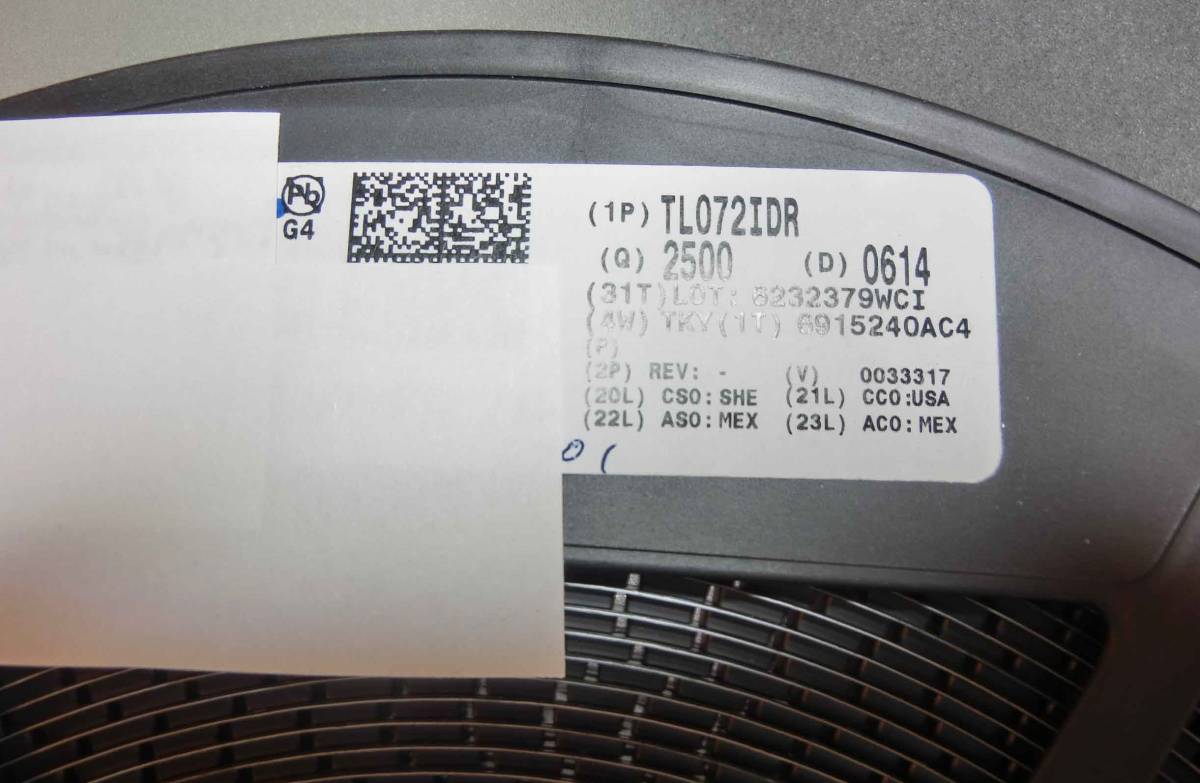 Pb
G4
(1P) TL072IDR
(Q) 2500 (D) 0614
(31T)LOT: 6232379WCI
(4W) TKY(1T) 6915240AC4
(P)
(2P) REV: - (V) 0033317
(20L) CSO:SHE (21L) CCO:USA
(22L) ASO:MEX (23L) ACO:MEX